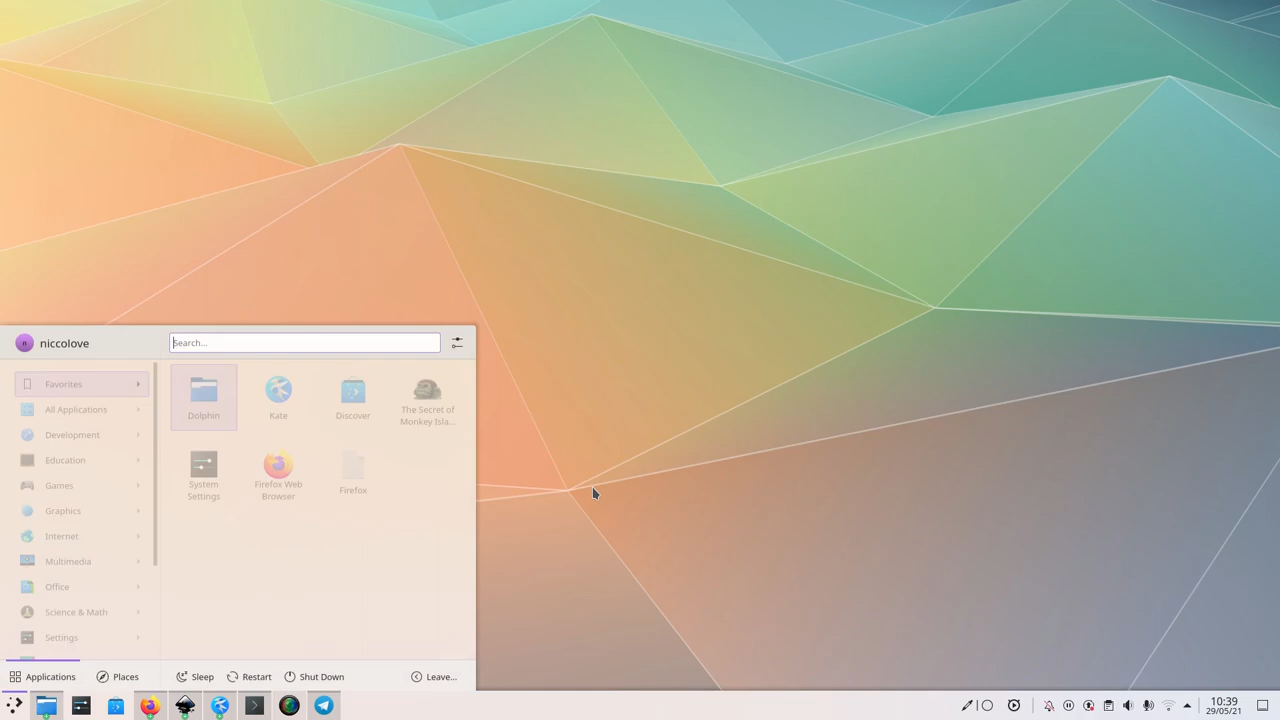 niccolove
Search...
Favorites
All Applications
Development
Education
Games
Graphics
Internet
Multimedia
Office
Science & Math
Settings
Dolphin
Kate
Discover
The Secret of
Monkey Isla...
System
Settings
Firefox Web
Browser
Firefox
Applications
Places
Sleep
Restart
Shut Down
Leave...
10:39
29/05/21